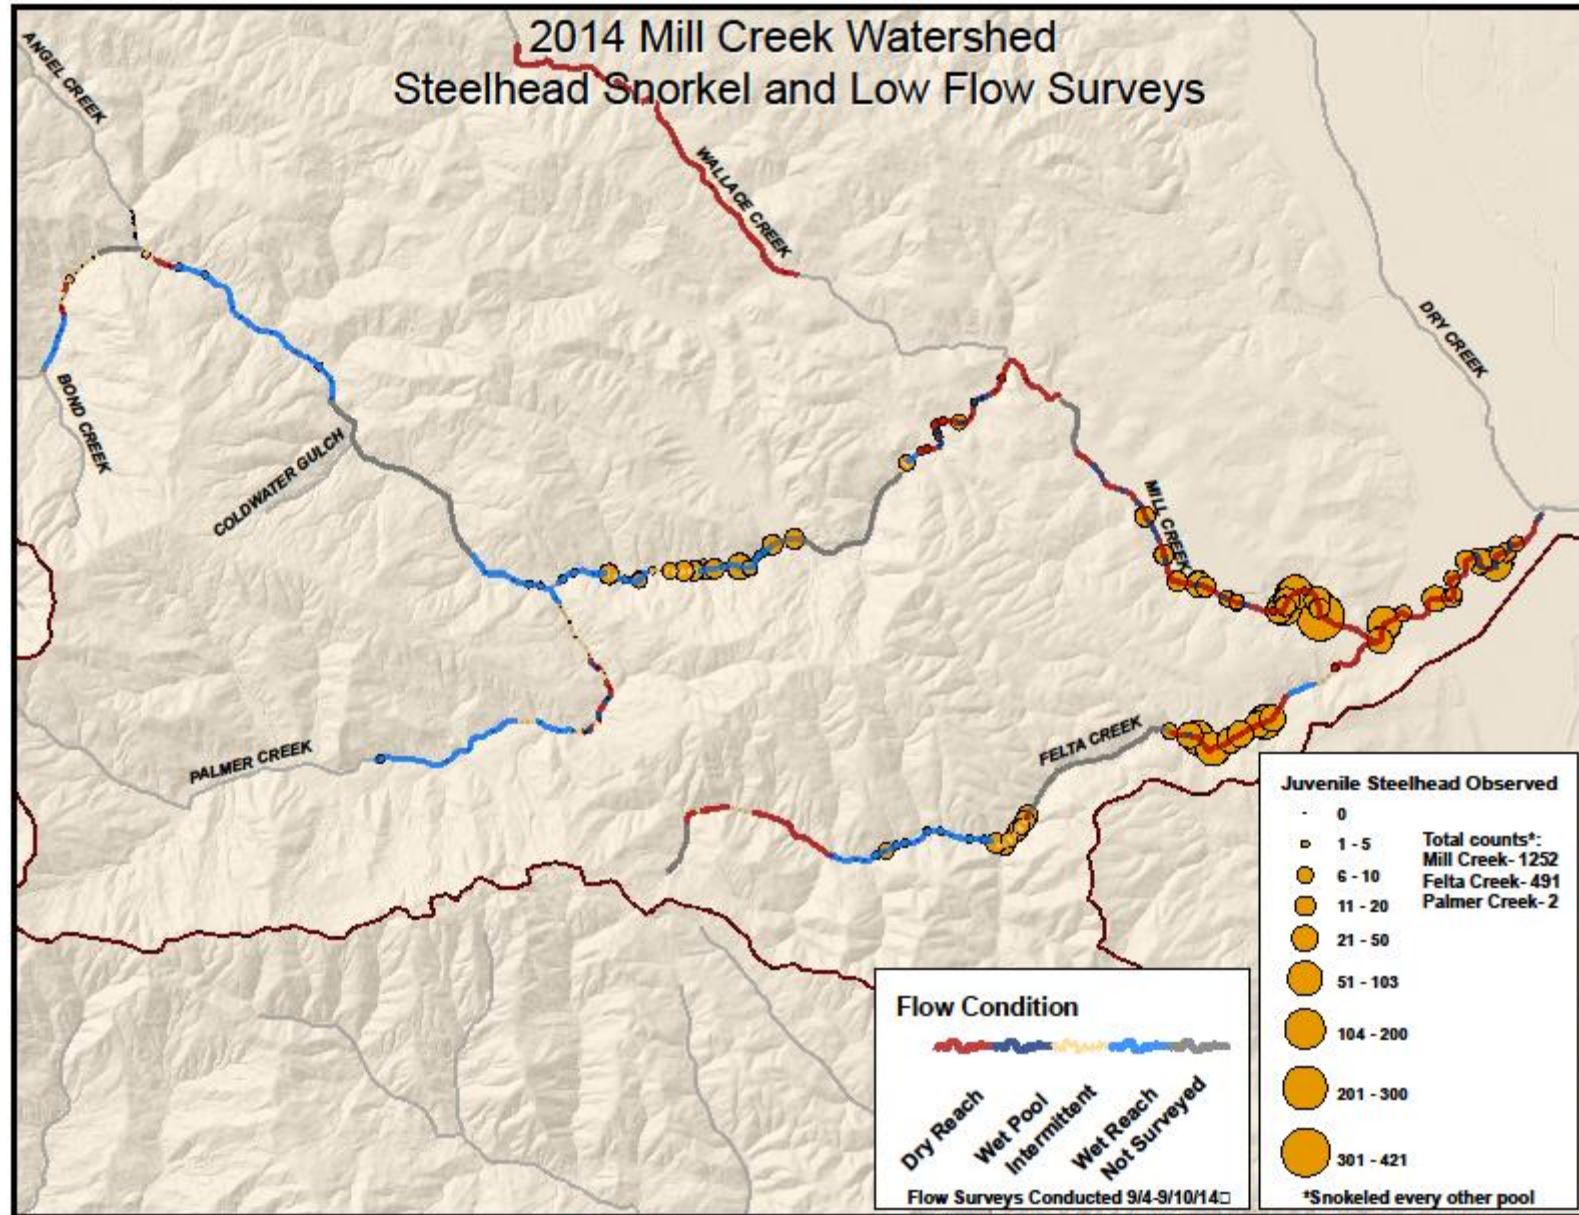 2014 Mill Creek Watershed
Steelhead Snorkel and Low Flow Surveys
ANGEL CREEK
WALLACE CREEK
DRY CREEK
BOND CREEK
COLDWATER GULCH
MILL CREEK
PALMER CREEK
FELTA CREEK
Juvenile Steelhead Observed
0
1 - 5
6 - 10
11 - 20
21 - 50
51 - 103
104 - 200
201 - 300
301 - 421
Total counts*:
Mill Creek- 1252
Felta Creek- 491
Palmer Creek- 2
*Snokeled every other pool
Flow Condition
Dry Reach
Wet Pool
Intermittent
Wet Reach
Not Surveyed
Flow Surveys Conducted 9/4-9/10/14□